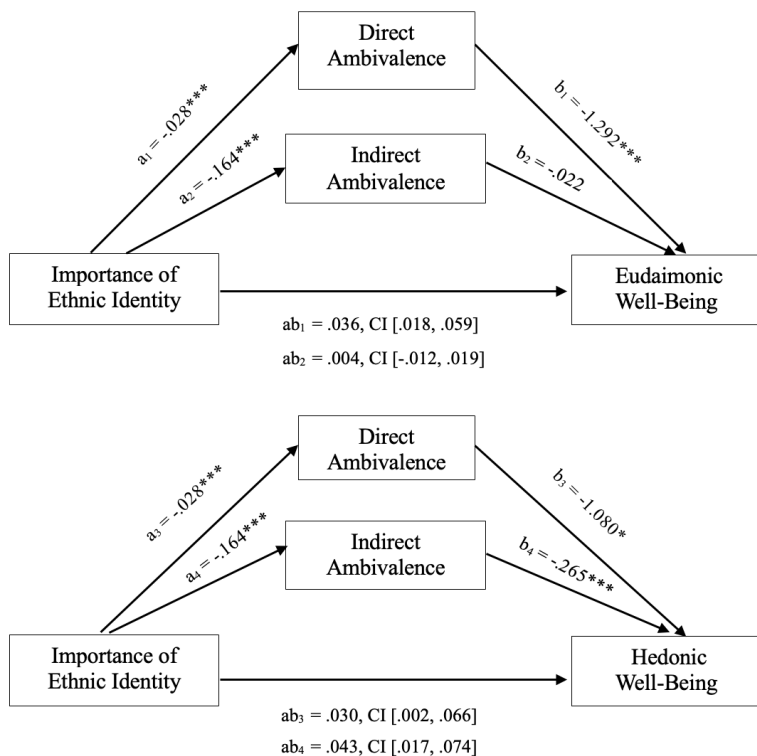 Direct
Ambivalence
a₁ = -.028***
b₁ = -1.292***
Indirect
Ambivalence
a₂ = -.164***
b₂ = -.022
Importance of
Ethnic Identity
Eudaimonic
Well-Being
ab₁ = .036, CI [.018, .059]
ab₂ = .004, CI [-.012, .019]
Direct
Ambivalence
a₃ = -.028***
b₃ = -1.080*
Indirect
Ambivalence
a₄ = -.164***
b₄ = -.265***
Importance of
Ethnic Identity
Hedonic
Well-Being
ab₃ = .030, CI [.002, .066]
ab₄ = .043, CI [.017, .074]